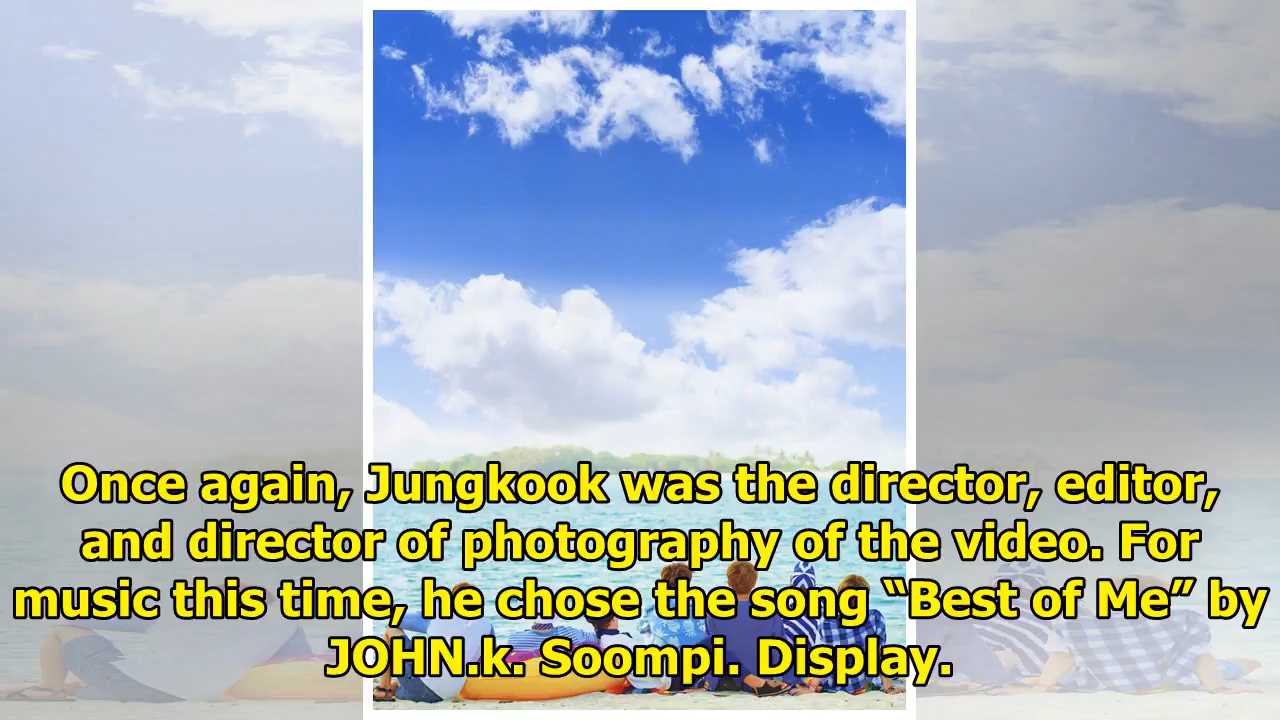 Once again, Jungkook was the director, editor,
and director of photography of the video. For
music this time, he chose the song “Best of Me” by
JOHN.k. Soompi. Display.